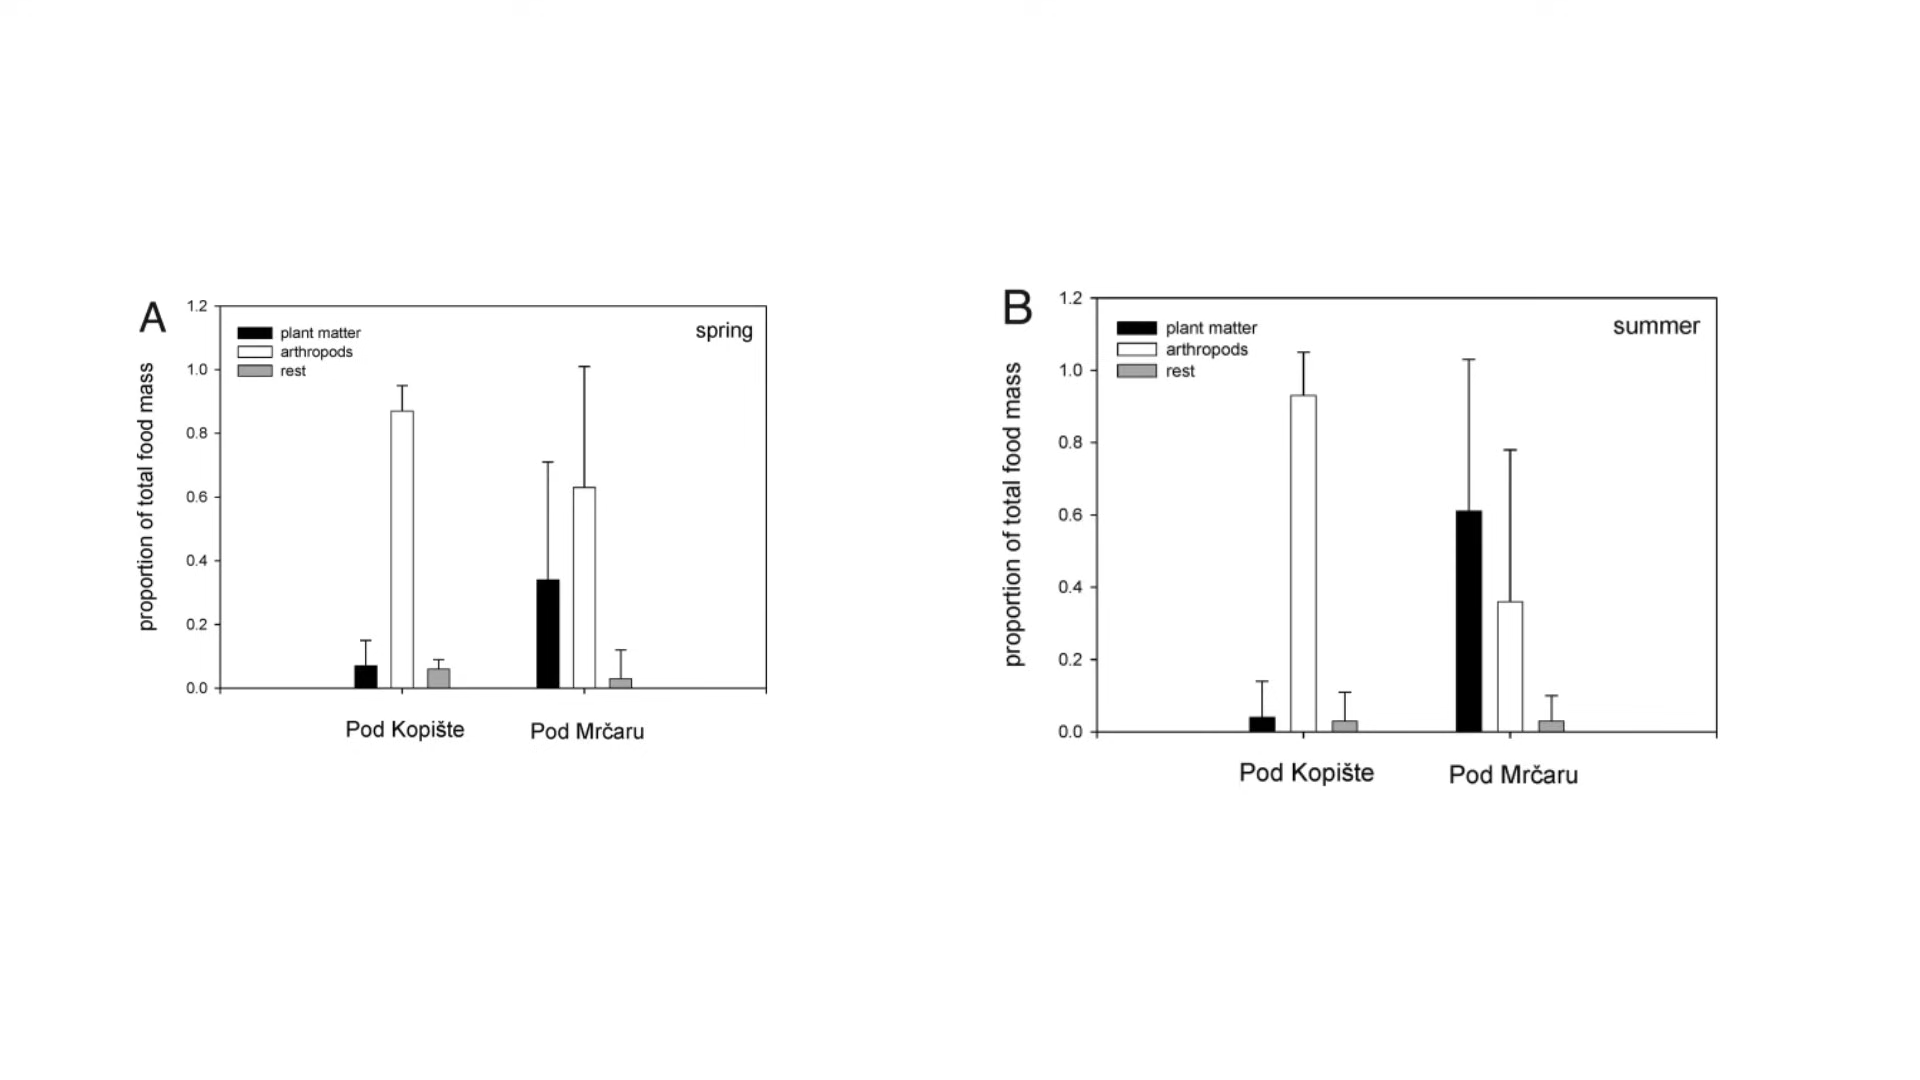 A
spring
plant matter
arthropods
rest
proportion of total food mass
1.2
1.0
0.8
0.6
0.4
0.2
0.0
Pod Kopište
Pod Mrčaru
B
summer
plant matter
arthropods
rest
proportion of total food mass
1.2
1.0
0.8
0.6
0.4
0.2
0.0
Pod Kopište
Pod Mrčaru